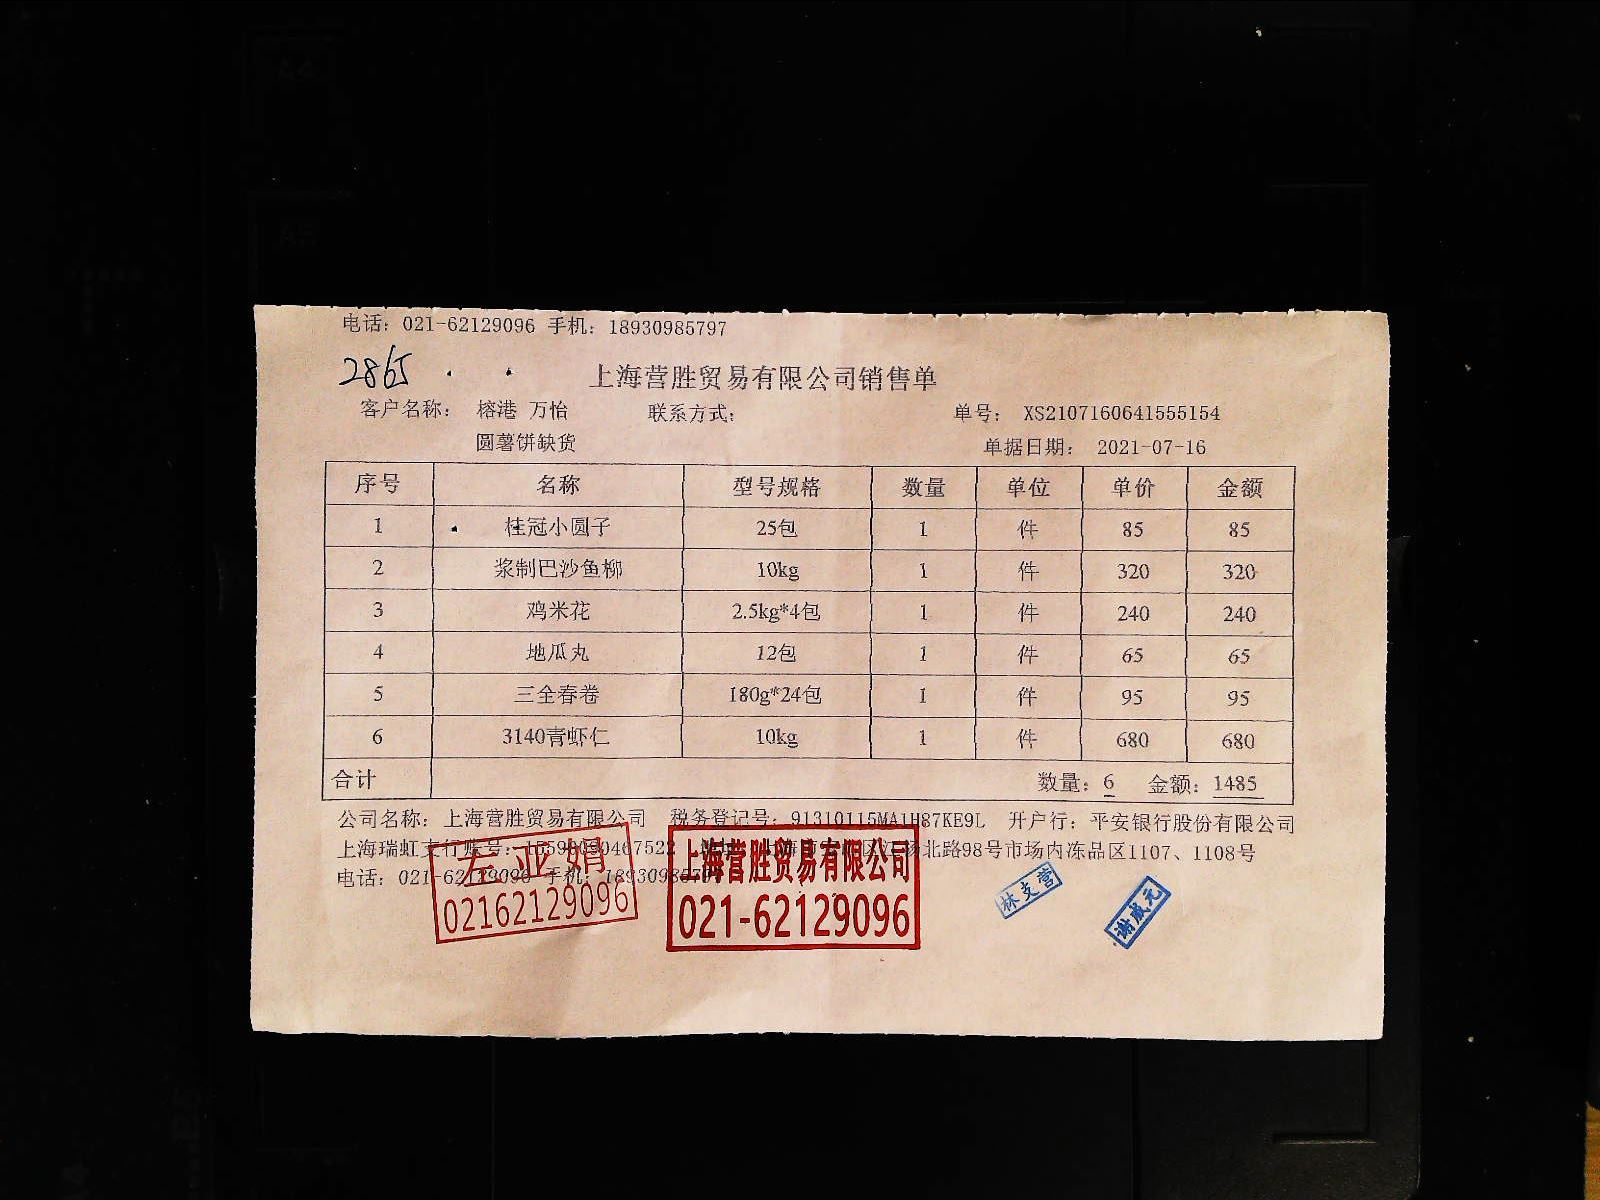 电话：021-62129096 手机：18930985797
2865
上海营胜贸易有限公司销售单
客户名称： 榕港 万怡 联系方式： 单号： XS2107160641555154
圆薯饼缺货 单据日期： 2021-07-16
序号 名称 型号规格 数量 单位 单价 金额
1 桂冠小圆子 25包 1 件 85 85
2 浆制巴沙鱼柳 10kg 1 件 320 320
3 鸡米花 2.5kg*4包 1 件 240 240
4 地瓜丸 12包 1 件 65 65
5 三全春卷 180g*24包 1 件 95 95
6 3140青虾仁 10kg 1 件 680 680
合计 数量：6 金额：1485
公司名称：上海营胜贸易有限公司 税务登记号：91310115MA1H87KE9L 开户行：平安银行股份有限公司
上海瑞虹支行账号： 北路98号市场内冻品区1107、1108号
电话：021-62129096 手机：18930985797
亚娟
02162129096
上海营胜贸易有限公司
021-62129096
林支营
谢成元